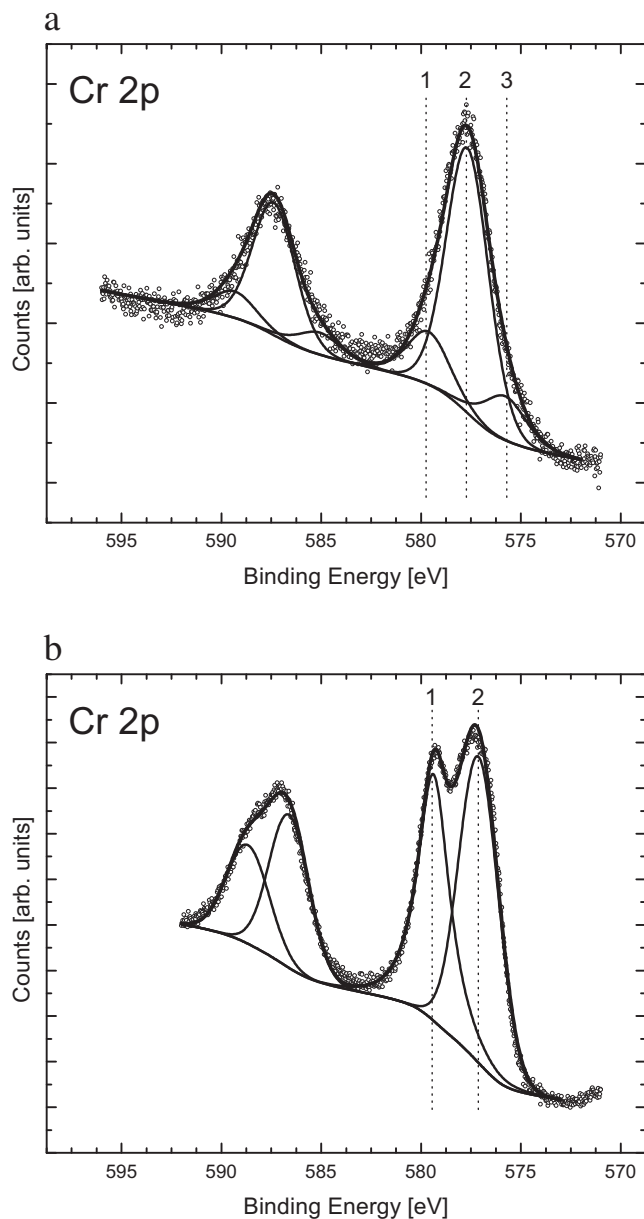 a
1 2 3
Cr 2p
Counts [arb. units]
595 590 585 580 575 570
Binding Energy [eV]
b
1 2
Cr 2p
Counts [arb. units]
595 590 585 580 575 570
Binding Energy [eV]